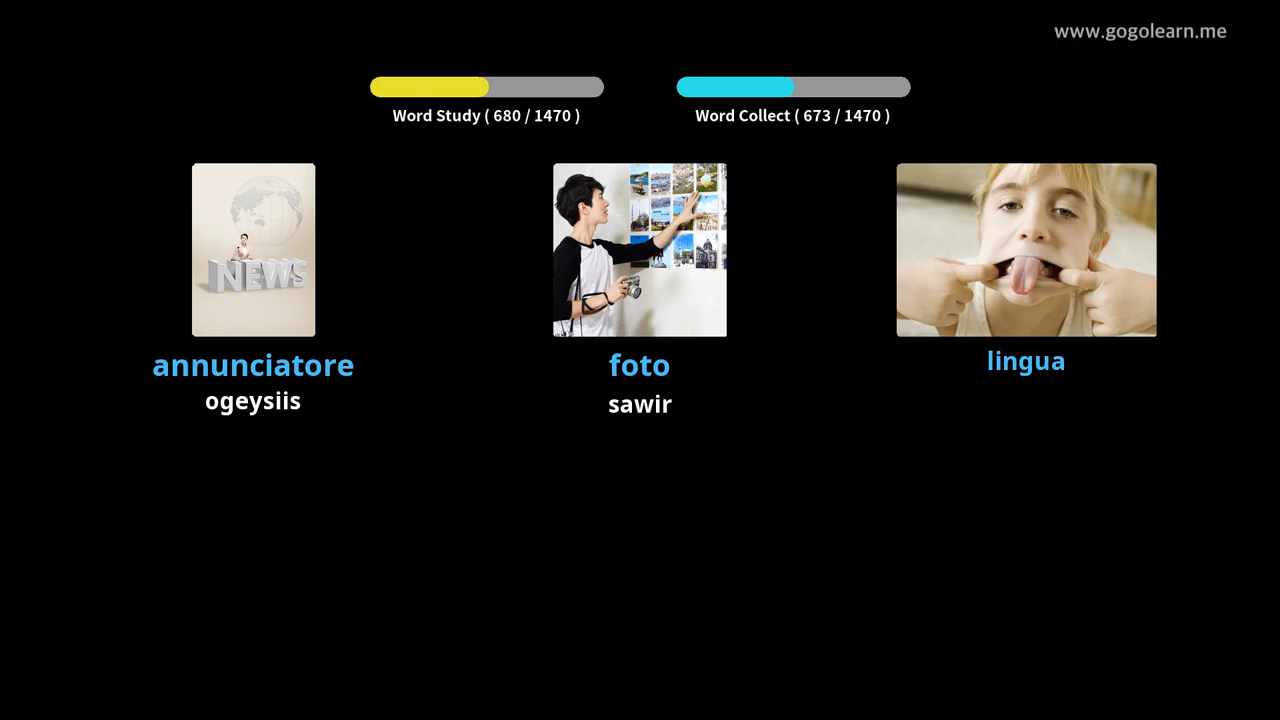 www.gogolearn.me
Word Study ( 680 / 1470 )
Word Collect ( 673 / 1470 )
NEWS
annunciatore
ogeysiis
foto
sawir
lingua